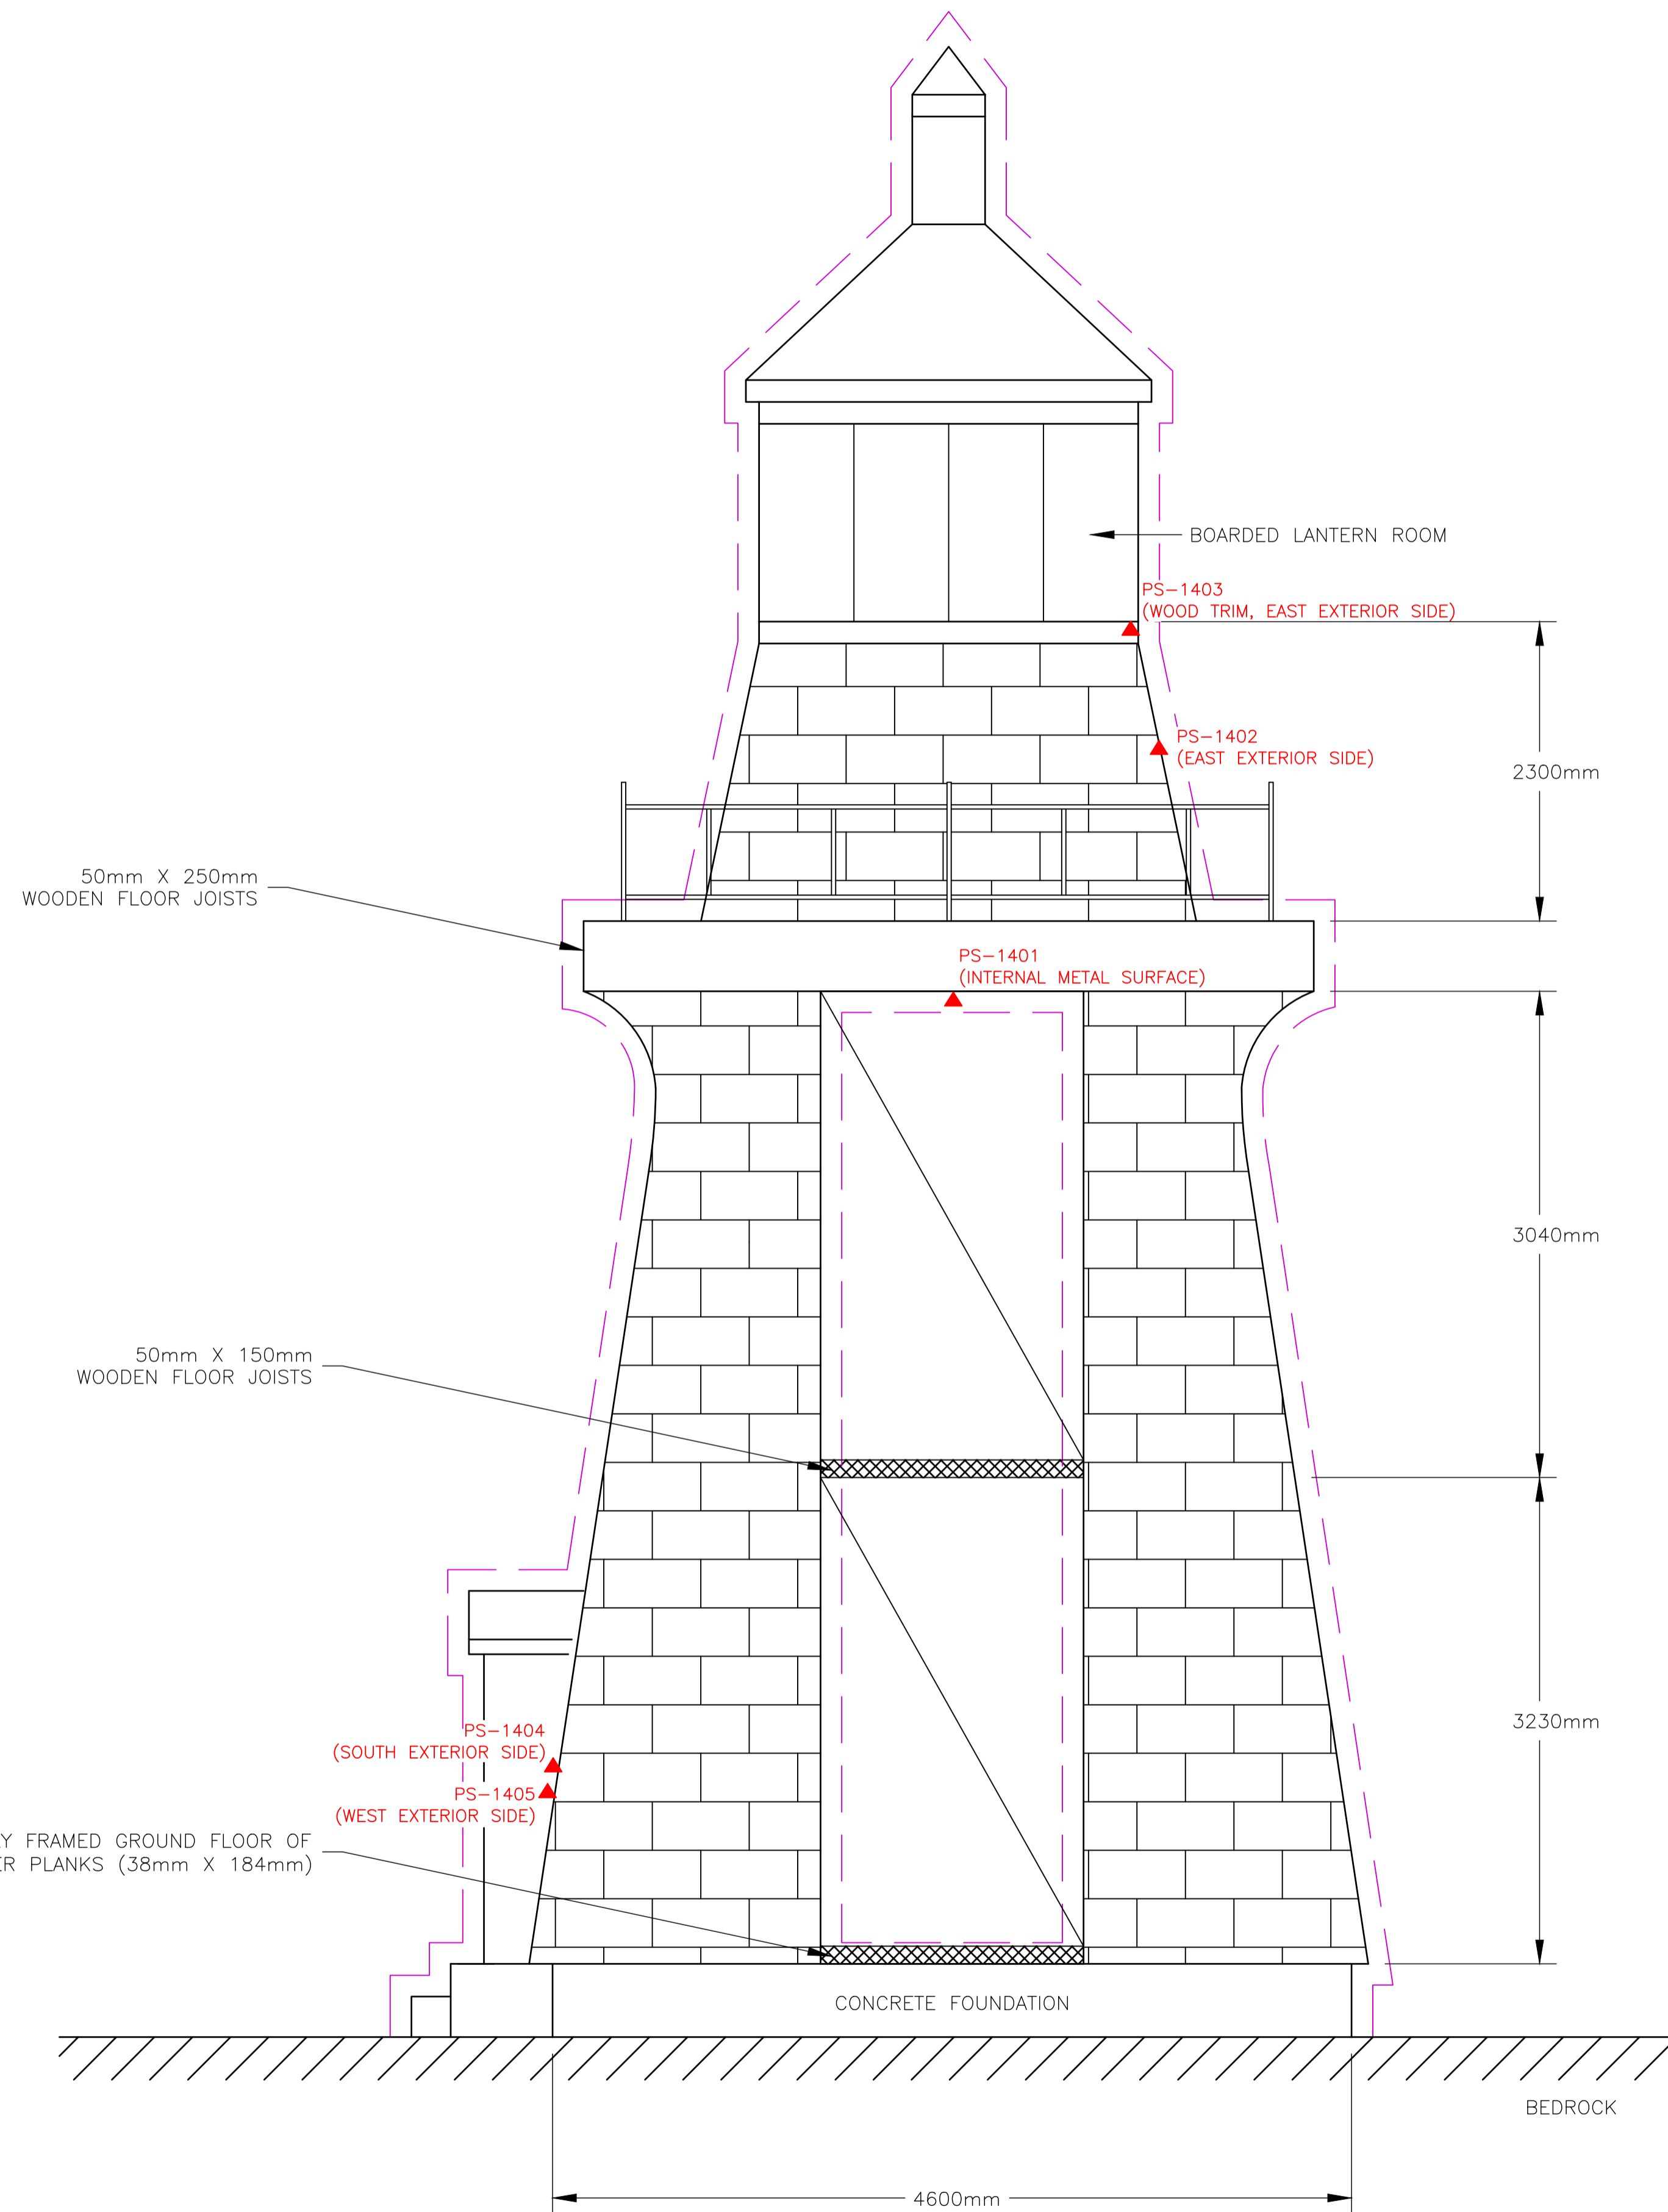 BOARDED LANTERN ROOM
PS-1403
(WOOD TRIM, EAST EXTERIOR SIDE)
PS-1402
(EAST EXTERIOR SIDE)
2300mm
50mm X 250mm
WOODEN FLOOR JOISTS
PS-1401
(INTERNAL METAL SURFACE)
3040mm
50mm X 150mm
WOODEN FLOOR JOISTS
3230mm
PS-1404
(SOUTH EXTERIOR SIDE)
PS-1405
(WEST EXTERIOR SIDE)
FRAMED GROUND FLOOR OF
PLANKS (38mm X 184mm)
CONCRETE FOUNDATION
BEDROCK
4600mm